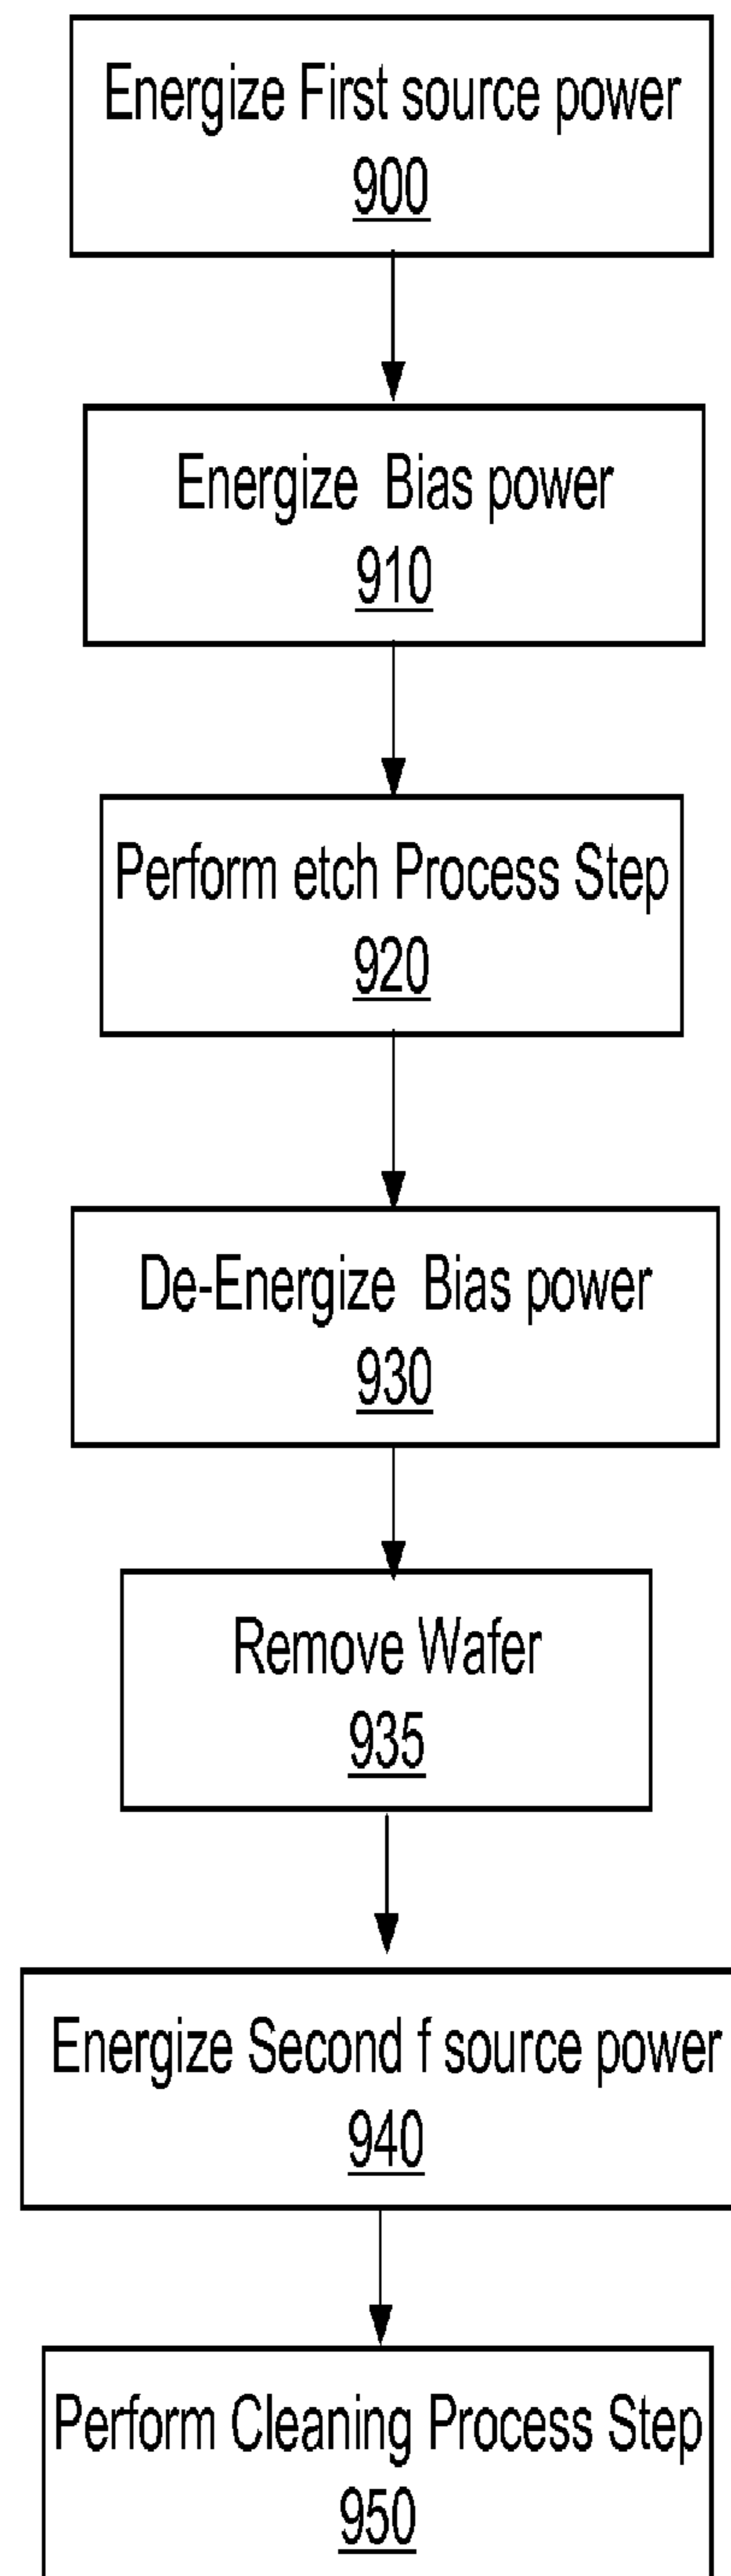 Energize First source power
900
Energize Bias power
910
Perform etch Process Step
920
De-Energize Bias power
930
Remove Wafer
935
Energize Second f source power
940
Perform Cleaning Process Step
950